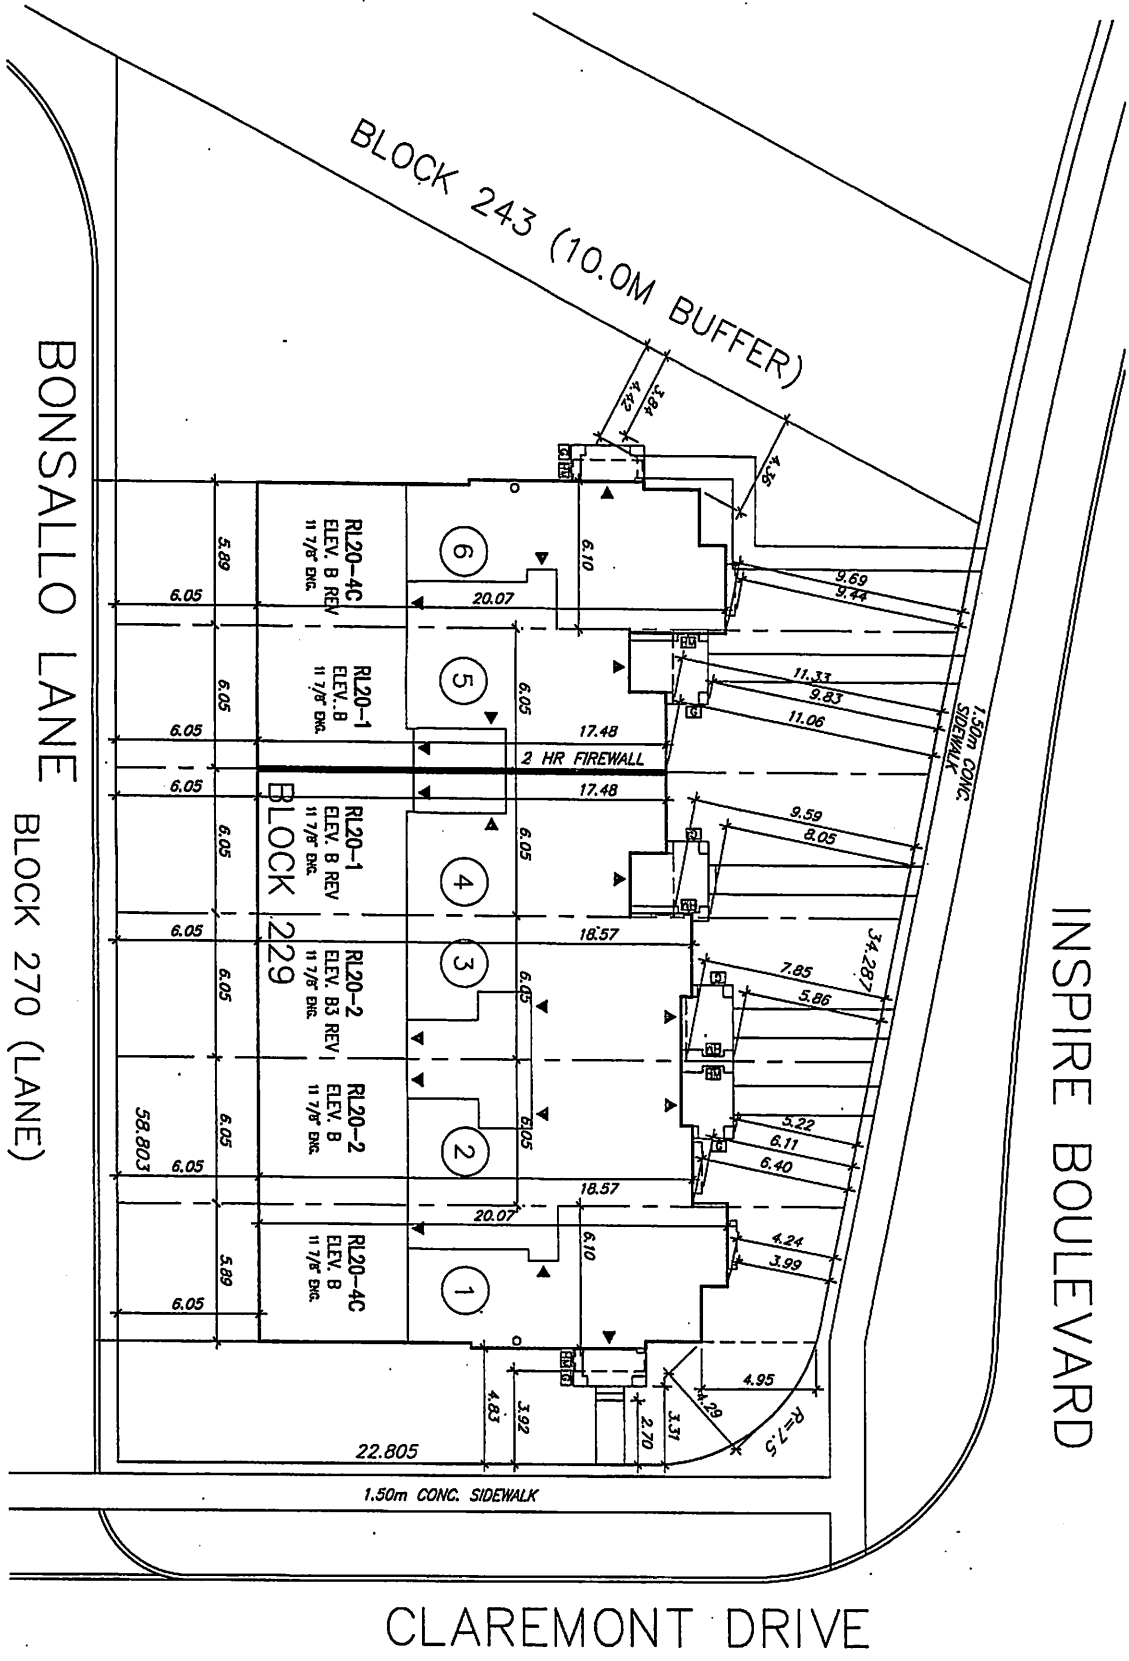 BLOCK 243 (10.0M BUFFER)
INSPIRE BOULEVARD
BONSALLO LANE
BLOCK 270 (LANE)
CLAREMONT DRIVE
BLOCK 229
1.50m CONC.
SIDEWALK
1.50m CONC. SIDEWALK
2 HR FIREWALL
3.84
4.42
4.36
6
RL20-4C
ELEV. B REV
11 7/8" ENG.
5.89
6.05
20.07
6.10
9.69
9.44
5
RL20-1
ELEV. B
11 7/8" ENG.
6.05
6.05
6.05
17.48
11.33
9.83
11.06
4
RL20-1
ELEV. B REV
11 7/8" ENG.
6.05
6.05
6.05
17.48
9.59
8.05
34.287
3
RL20-2
ELEV. B3 REV
11 7/8" ENG.
6.05
6.05
6.05
18.57
7.85
5.86
2
RL20-2
ELEV. B
11 7/8" ENG.
6.05
6.05
6.05
18.57
5.22
6.11
6.40
58.803
1
RL20-4C
ELEV. B
11 7/8" ENG.
5.89
6.05
20.07
6.10
4.24
3.99
4.95
4.29
R=7.5
4.83
3.92
2.70
3.31
22.805
G
HM
HM
G
G
HM
G
HM
HM
G
HM
G